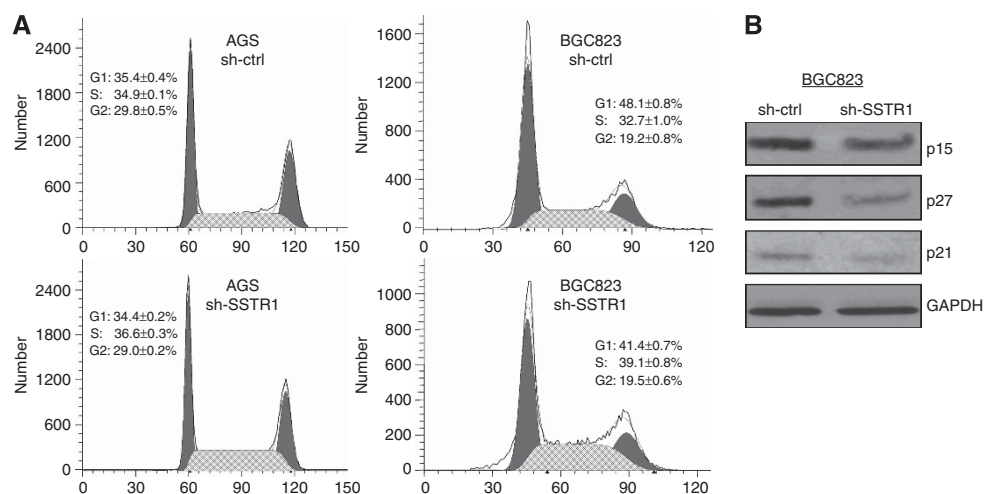 A
AGS
sh-ctrl
G1: 35.4±0.4%
S: 34.9±0.1%
G2: 29.8±0.5%
Number
2400
1800
1200
600
0
0 30 60 90 120 150
BGC823
sh-ctrl
G1: 48.1±0.8%
S: 32.7±1.0%
G2: 19.2±0.8%
Number
1600
1200
800
400
0
0 30 60 90 120
AGS
sh-SSTR1
G1: 34.4±0.2%
S: 36.6±0.3%
G2: 29.0±0.2%
Number
2400
1800
1200
600
0
0 30 60 90 120 150
BGC823
sh-SSTR1
G1: 41.4±0.7%
S: 39.1±0.8%
G2: 19.5±0.6%
Number
1000
800
600
400
200
0
0 30 60 90 120
B
BGC823
sh-ctrl sh-SSTR1
p15
p27
p21
GAPDH